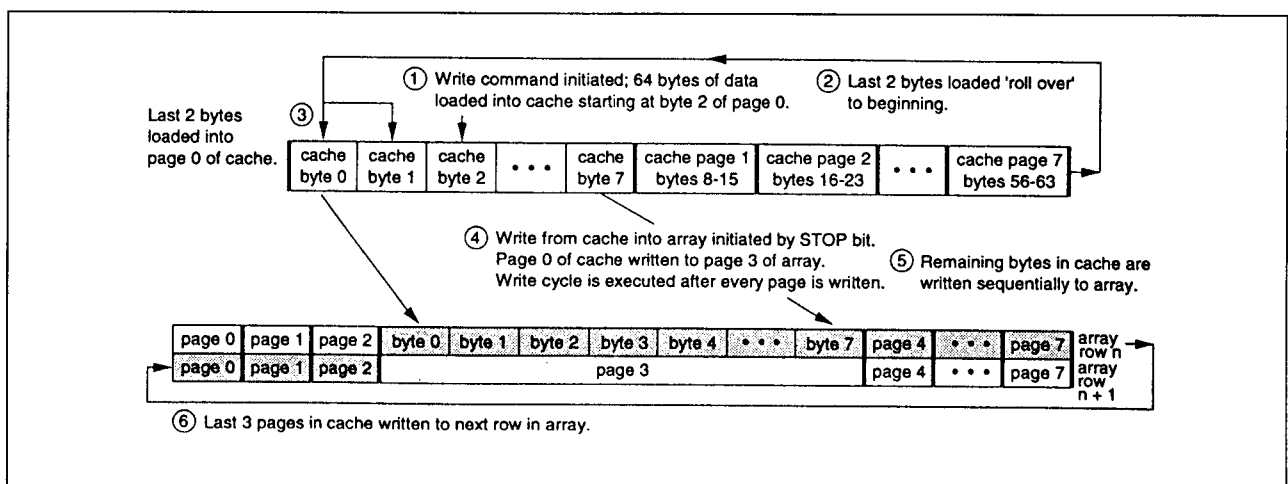 ① Write command initiated; 64 bytes of data
loaded into cache starting at byte 2 of page 0.
② Last 2 bytes loaded 'roll over'
to beginning.
Last 2 bytes ③
loaded into
page 0 of cache.
cache byte 0 cache byte 1 cache byte 2 • • • cache byte 7 cache page 1 bytes 8-15 cache page 2 bytes 16-23 • • • cache page 7 bytes 56-63
④ Write from cache into array initiated by STOP bit.
Page 0 of cache written to page 3 of array.
Write cycle is executed after every page is written.
⑤ Remaining bytes in cache are
written sequentially to array.
page 0 page 1 page 2 byte 0 byte 1 byte 2 byte 3 byte 4 • • • byte 7 page 4 • • • page 7 array row n
page 0 page 1 page 2 page 3 page 4 • • • page 7 array row n + 1
⑥ Last 3 pages in cache written to next row in array.